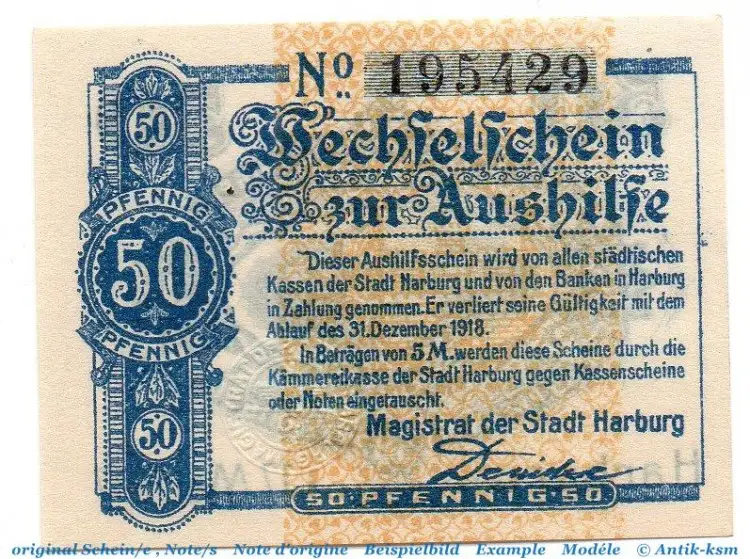 No 195429
Wechselschein
zur Aushilfe
50
PFENNIG
50
PFENNIG
50
Dieser Aushilfsschein wird von allen städtischen
Kassen der Stadt Harburg und von den Banken in Harburg
in Zahlung genommen. Er verliert seine Gültigkeit mit dem
Ablauf des 31. Dezember 1918.
In Beträgen von 5 M. werden diese Scheine durch die
Kämmereikasse der Stadt Harburg gegen Kassenscheine
oder Noten eingetauscht.
Magistrat der Stadt Harburg
Denicke
50·PFENNIG·50
original Schein/e , Note/s Note d'origine Beispielbild Example Modéle © Antik-ksn